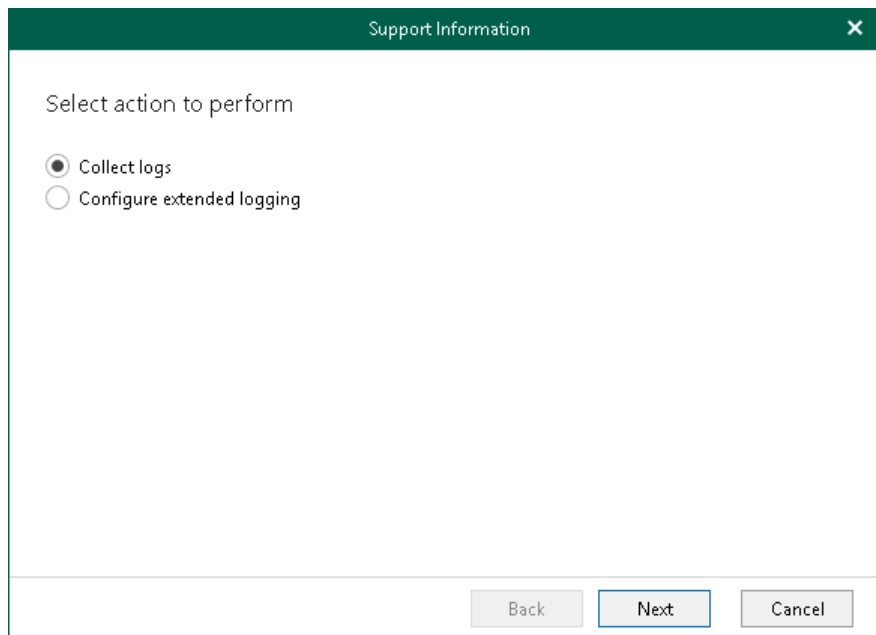 Support Information
Select action to perform
Collect logs
Configure extended logging
Back Next Cancel